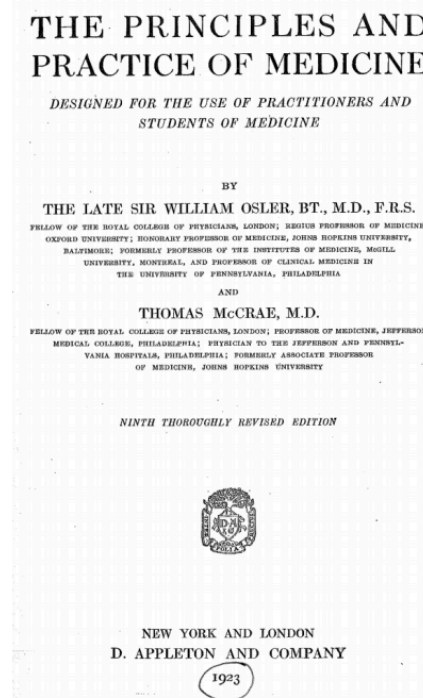 THE PRINCIPLES AND
PRACTICE OF MEDICINE
DESIGNED FOR THE USE OF PRACTITIONERS AND
STUDENTS OF MEDICINE
BY
THE LATE SIR WILLIAM OSLER, BT., M.D., F.R.S.
FELLOW OF THE ROYAL COLLEGE OF PHYSICIANS, LONDON; REGIUS PROFESSOR OF MEDICINE
OXFORD UNIVERSITY; HONORARY PROFESSOR OF MEDICINE, JOHNS HOPKINS UNIVERSITY,
BALTIMORE; FORMERLY PROFESSOR OF THE INSTITUTES OF MEDICINE, McGILL
UNIVERSITY, MONTREAL, AND PROFESSOR OF CLINICAL MEDICINE IN
THE UNIVERSITY OF PENNSYLVANIA, PHILADELPHIA
AND
THOMAS McCRAE, M.D.
FELLOW OF THE ROYAL COLLEGE OF PHYSICIANS, LONDON; PROFESSOR OF MEDICINE, JEFFERSO
MEDICAL COLLEGE, PHILADELPHIA; PHYSICIAN TO THE JEFFERSON AND PENNSYL-
VANIA HOSPITALS, PHILADELPHIA; FORMERLY ASSOCIATE PROFESSOR
OF MEDICINE, JOHNS HOPKINS UNIVERSITY
NINTH THOROUGHLY REVISED EDITION
NEW YORK AND LONDON
D. APPLETON AND COMPANY
1923